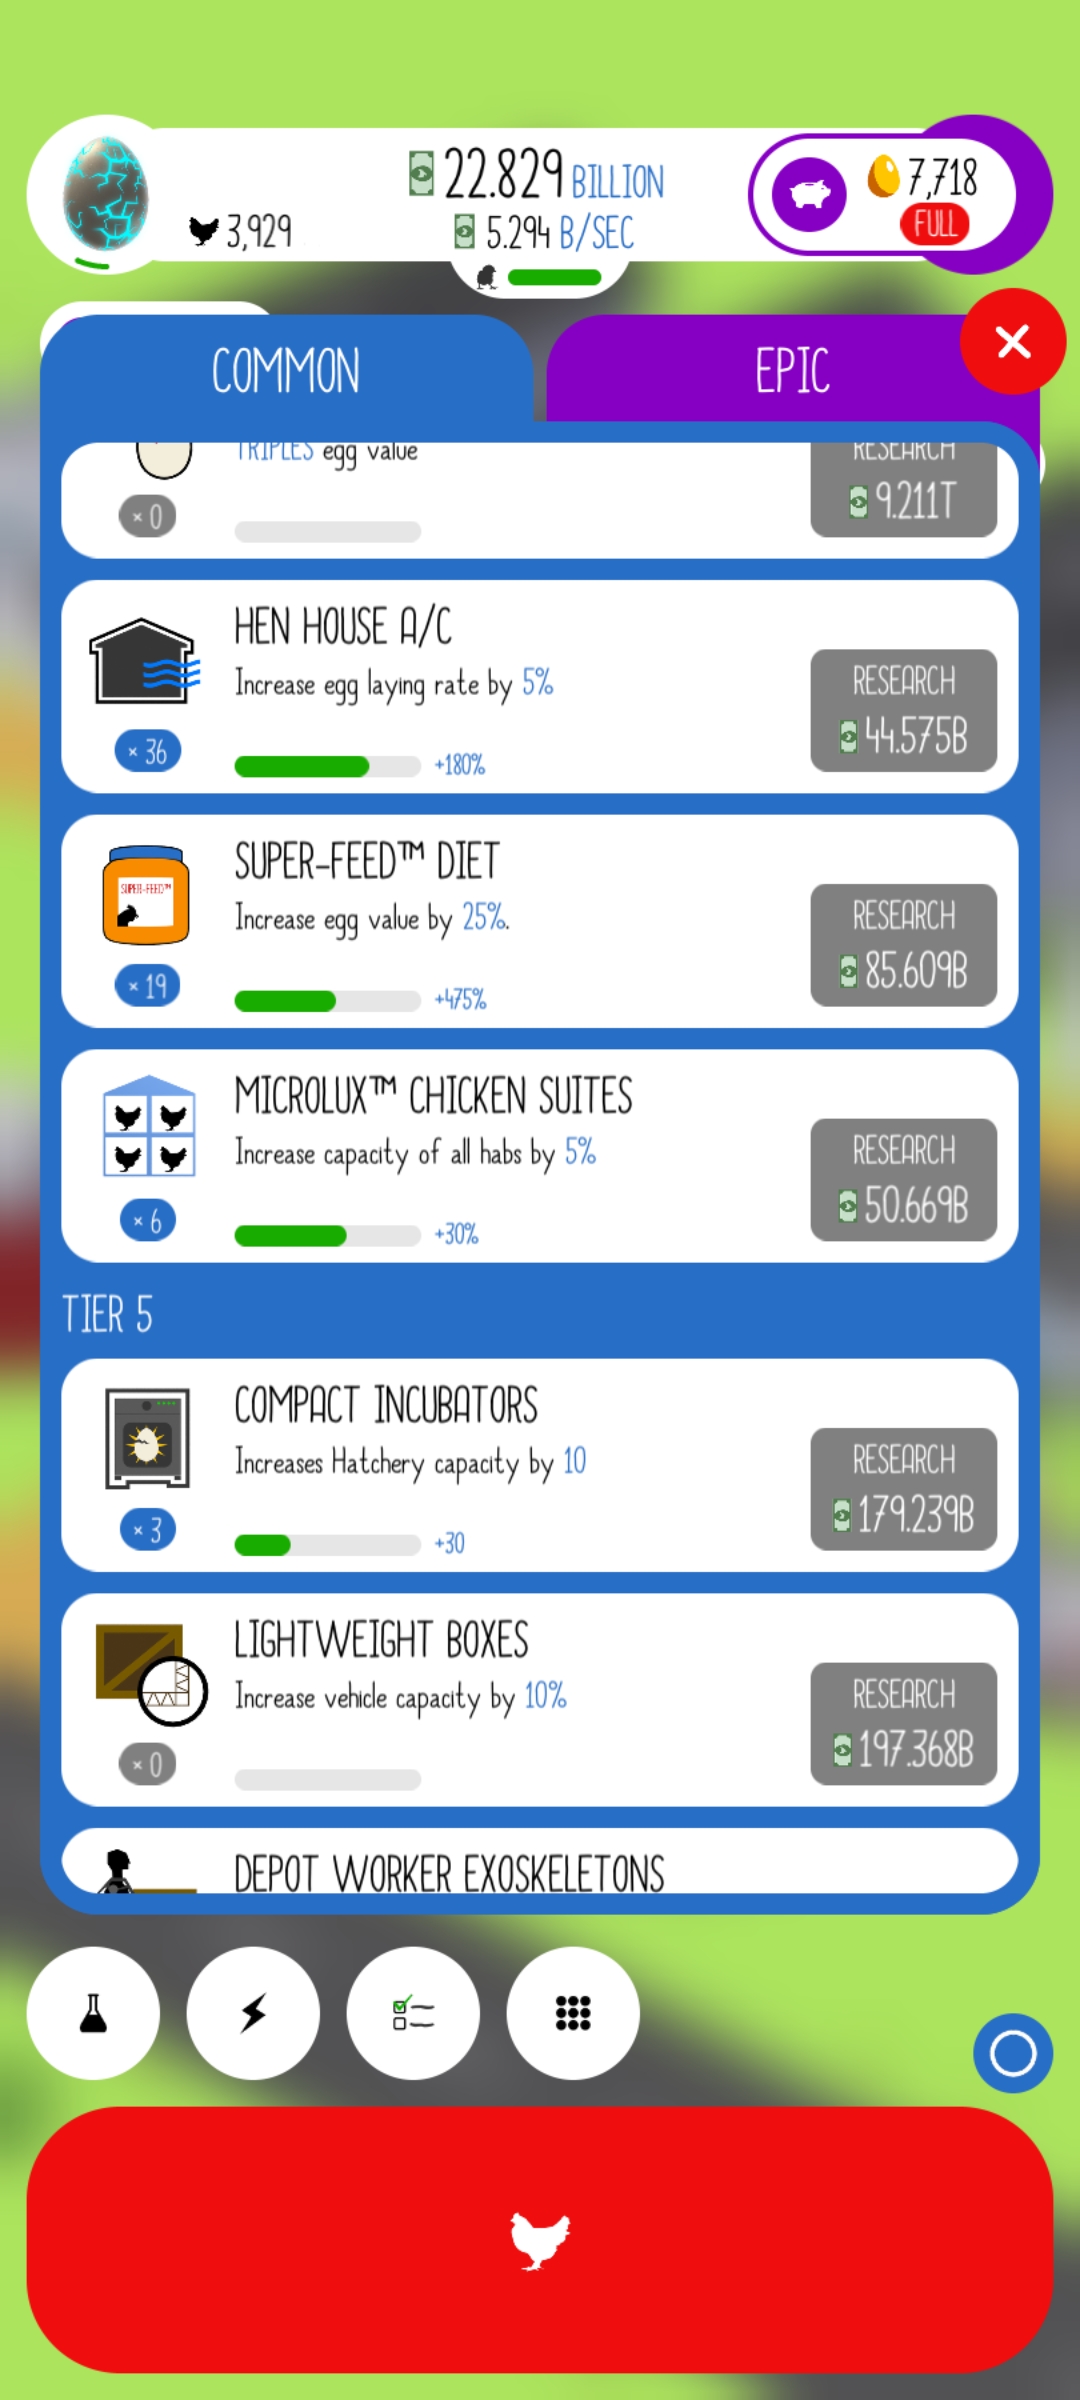 22.829 BILLION
7,718
3,929
5.294 B/SEC
FULL
COMMON
EPIC
TRIPLES egg value
RESEARCH
9.211T
× 0
HEN HOUSE A/C
Increase egg laying rate by 5%
RESEARCH
44.575B
× 36
+180%
SUPER-FEED™ DIET
SUPER-FEED™
Increase egg value by 25%.
RESEARCH
85.609B
× 19
+475%
MICROLUX™ CHICKEN SUITES
Increase capacity of all habs by 5%
RESEARCH
50.669B
× 6
+30%
TIER 5
COMPACT INCUBATORS
Increases Hatchery capacity by 10
RESEARCH
179.239B
× 3
+30
LIGHTWEIGHT BOXES
Increase vehicle capacity by 10%
RESEARCH
197.368B
× 0
DEPOT WORKER EXOSKELETONS